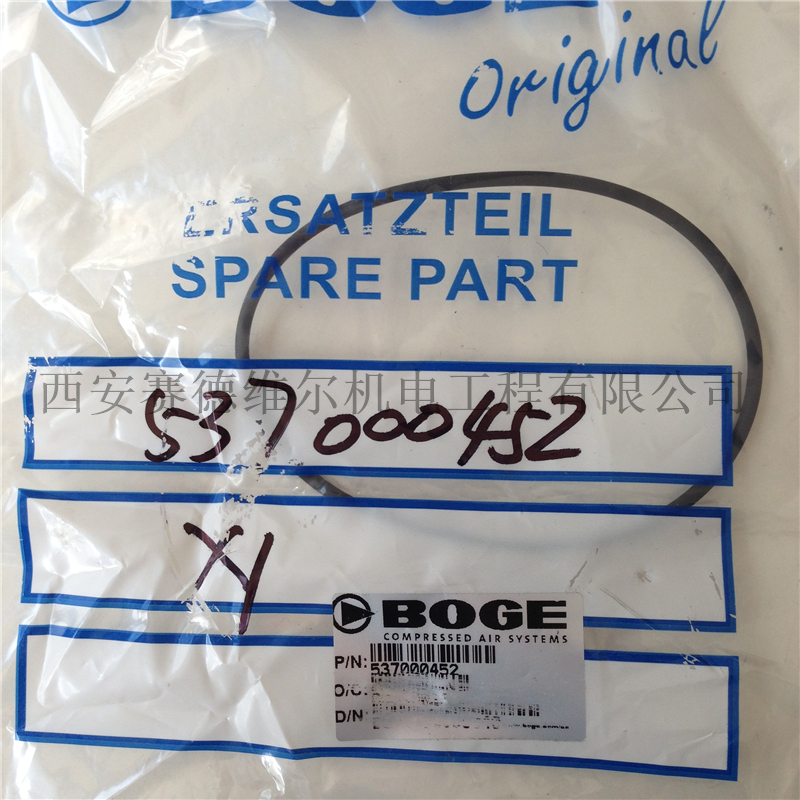 BOGE
Original
ERSATZTEIL
SPARE PART
西安赛德维尔机电工程有限公司
537000452
X1
BOGE
COMPRESSED AIR SYSTEMS
P/N:
537000452
O/C:
D/N